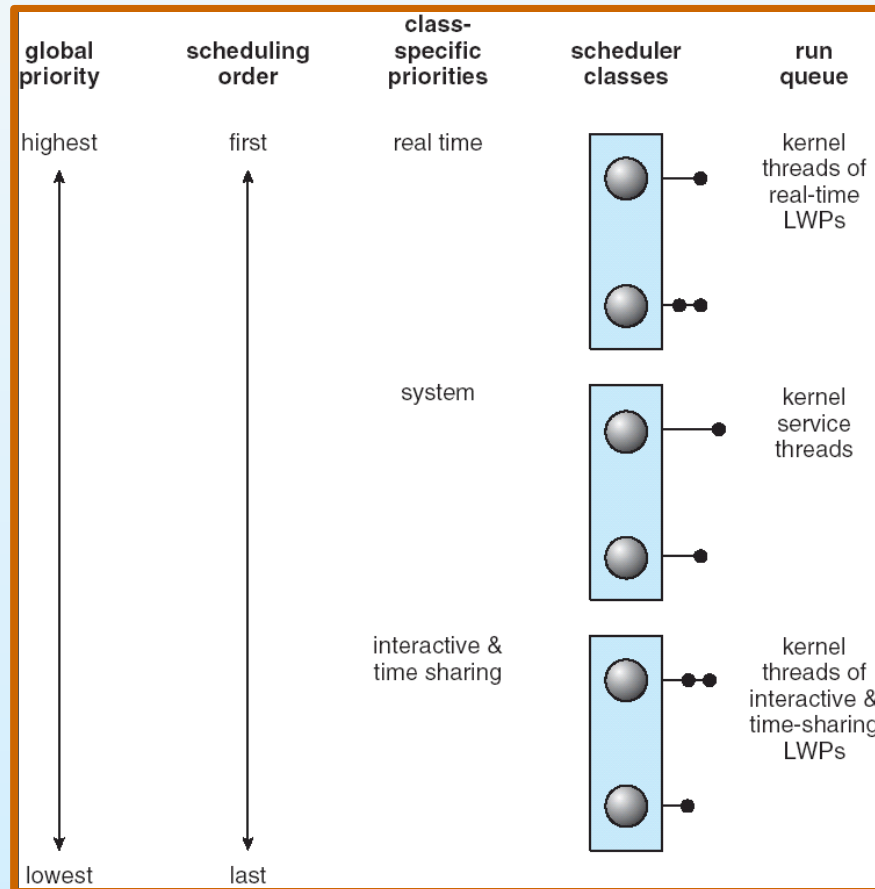 global
priority
scheduling
order
class-
specific
priorities
scheduler
classes
run
queue
highest
first
real time
kernel
threads of
real-time
LWPs
system
kernel
service
threads
interactive &
time sharing
kernel
threads of
interactive &
time-sharing
LWPs
lowest
last